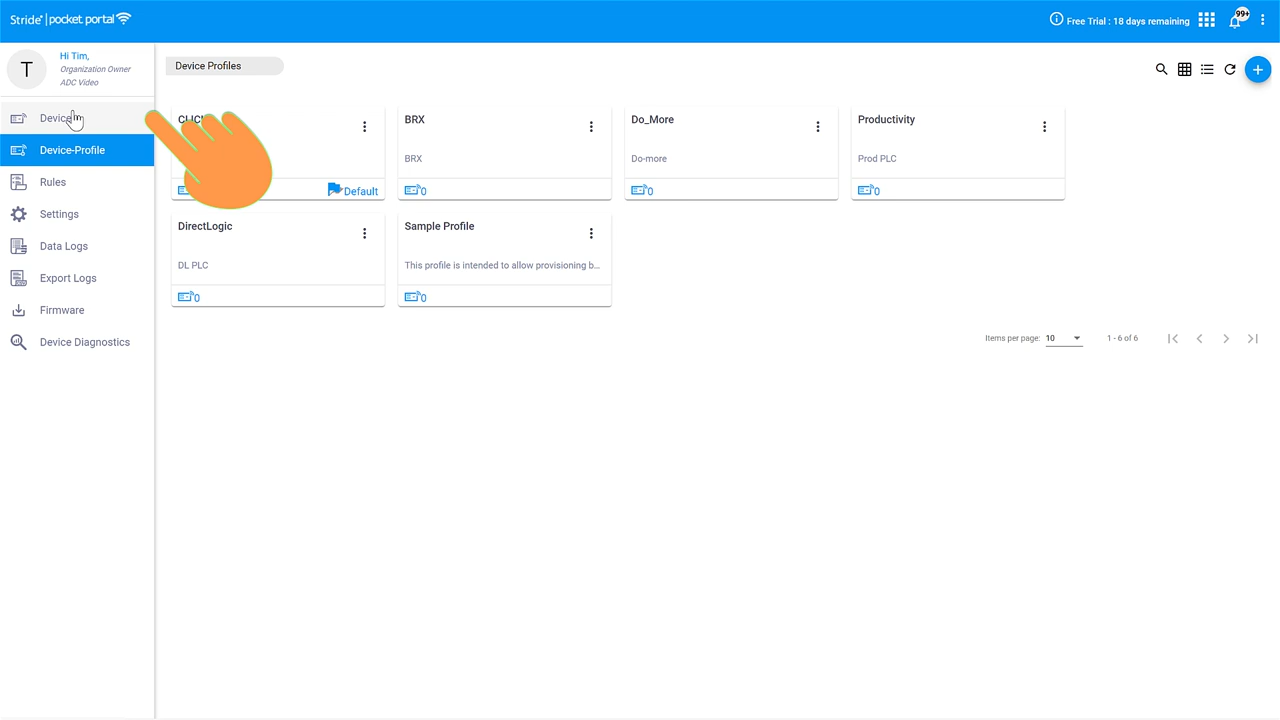 Stride® | pocket portal
Free Trial : 18 days remaining
99+
T
Hi Tim,
Organization Owner
ADC Video
Device Profiles
Device-Profile
Rules
Settings
Data Logs
Export Logs
Firmware
Device Diagnostics
Default
BRX
BRX
0
Do_More
Do-more
0
Productivity
Prod PLC
0
DirectLogic
DL PLC
0
Sample Profile
This profile is intended to allow provisioning b...
0
Items per page: 10
1 - 6 of 6